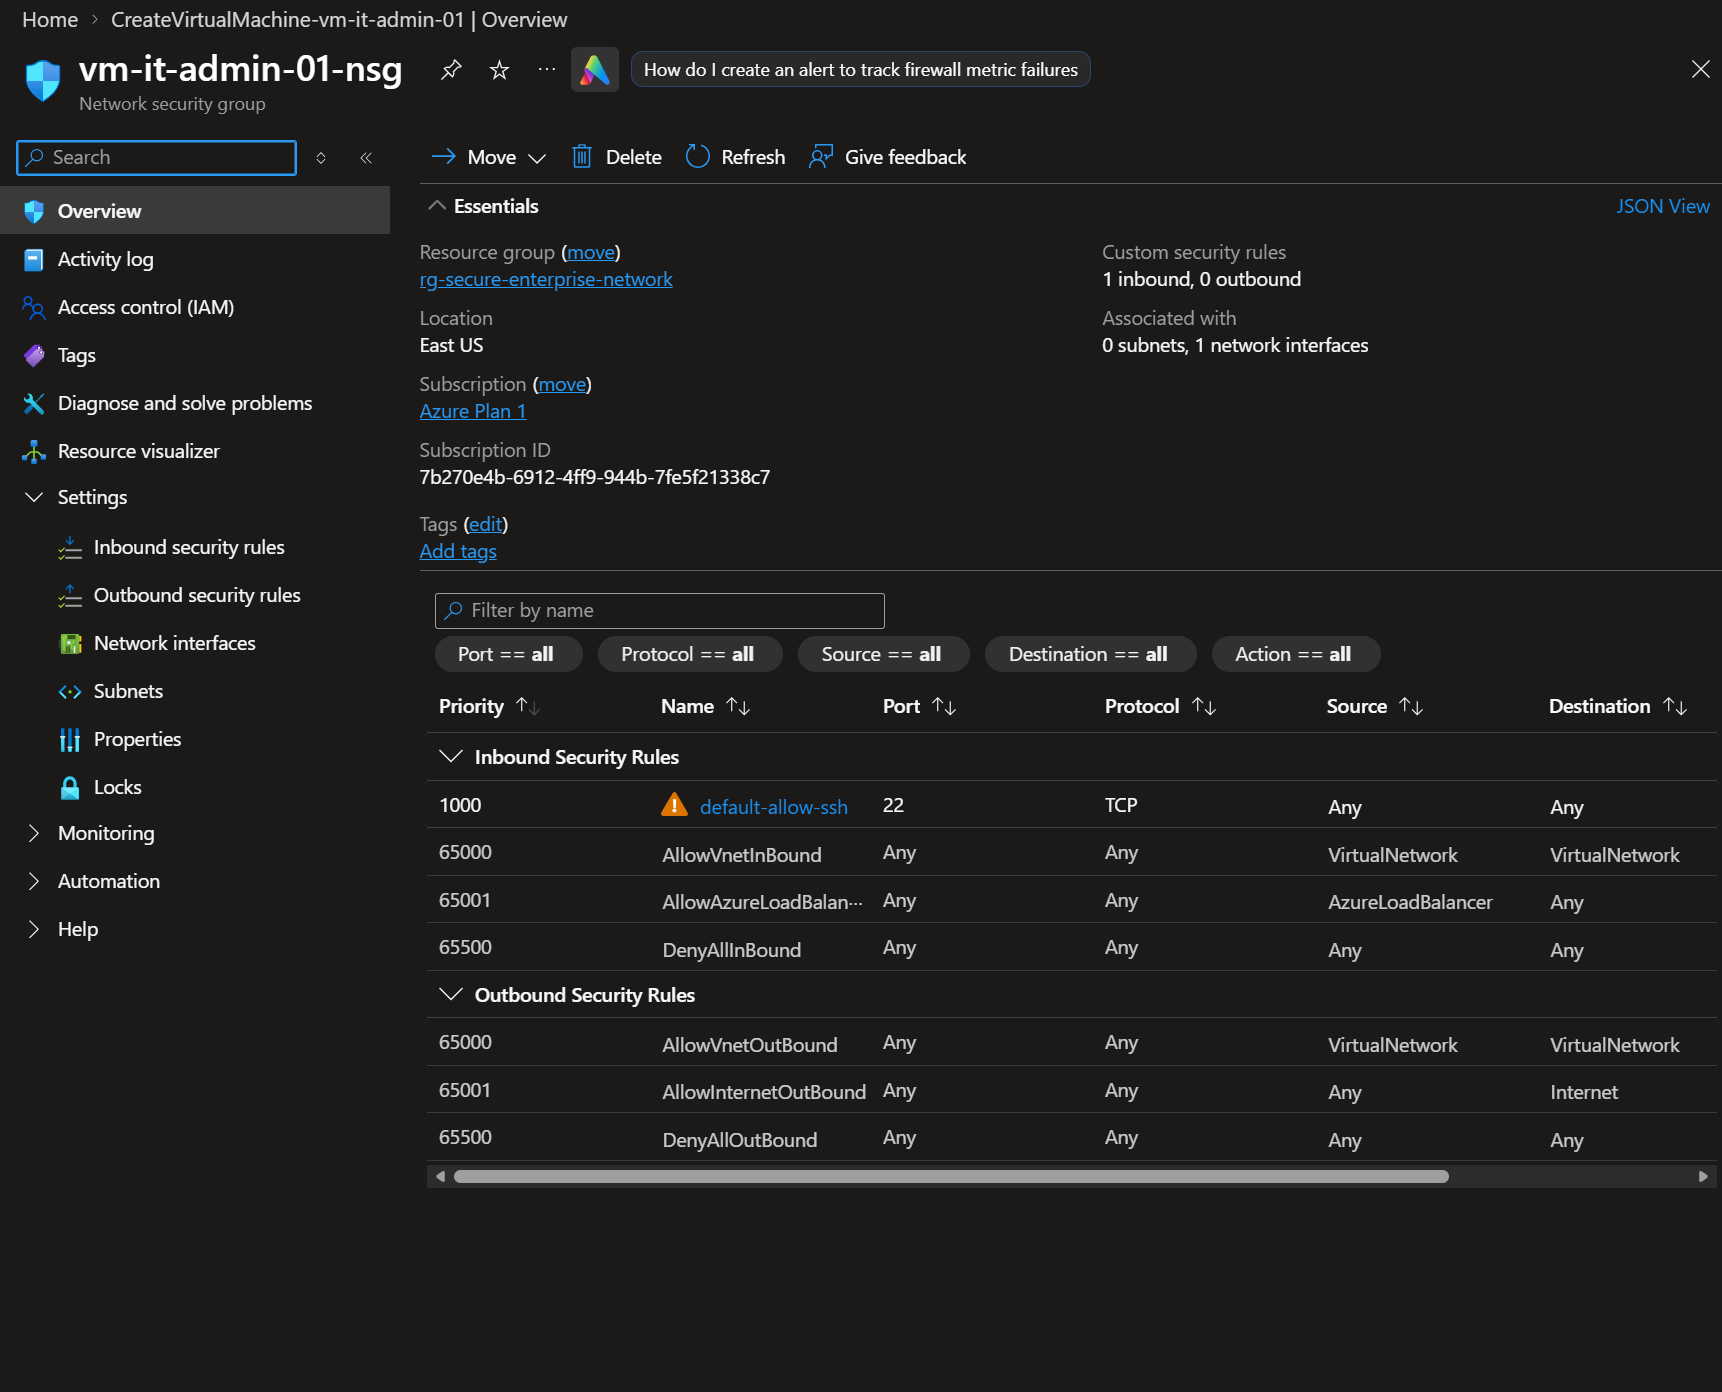 Home > CreateVirtualMachine-vm-it-admin-01 | Overview
vm-it-admin-01-nsg
Network security group
How do I create an alert to track firewall metric failures
Search
Overview
Activity log
Access control (IAM)
Tags
Diagnose and solve problems
Resource visualizer
Settings
Inbound security rules
Outbound security rules
Network interfaces
Subnets
Properties
Locks
Monitoring
Automation
Help
Move
Delete
Refresh
Give feedback
Essentials
JSON View
Resource group (move)
rg-secure-enterprise-network
Location
East US
Subscription (move)
Azure Plan 1
Subscription ID
7b270e4b-6912-4ff9-944b-7fe5f21338c7
Tags (edit)
Add tags
Custom security rules
1 inbound, 0 outbound
Associated with
0 subnets, 1 network interfaces
Filter by name
Port == all Protocol == all Source == all Destination == all Action == all
Priority Name Port Protocol Source Destination
Inbound Security Rules
1000 default-allow-ssh 22 TCP Any Any
65000 AllowVnetInBound Any Any VirtualNetwork VirtualNetwork
65001 AllowAzureLoadBalan··· Any Any AzureLoadBalancer Any
65500 DenyAllInBound Any Any Any Any
Outbound Security Rules
65000 AllowVnetOutBound Any Any VirtualNetwork VirtualNetwork
65001 AllowInternetOutBound Any Any Any Internet
65500 DenyAllOutBound Any Any Any Any